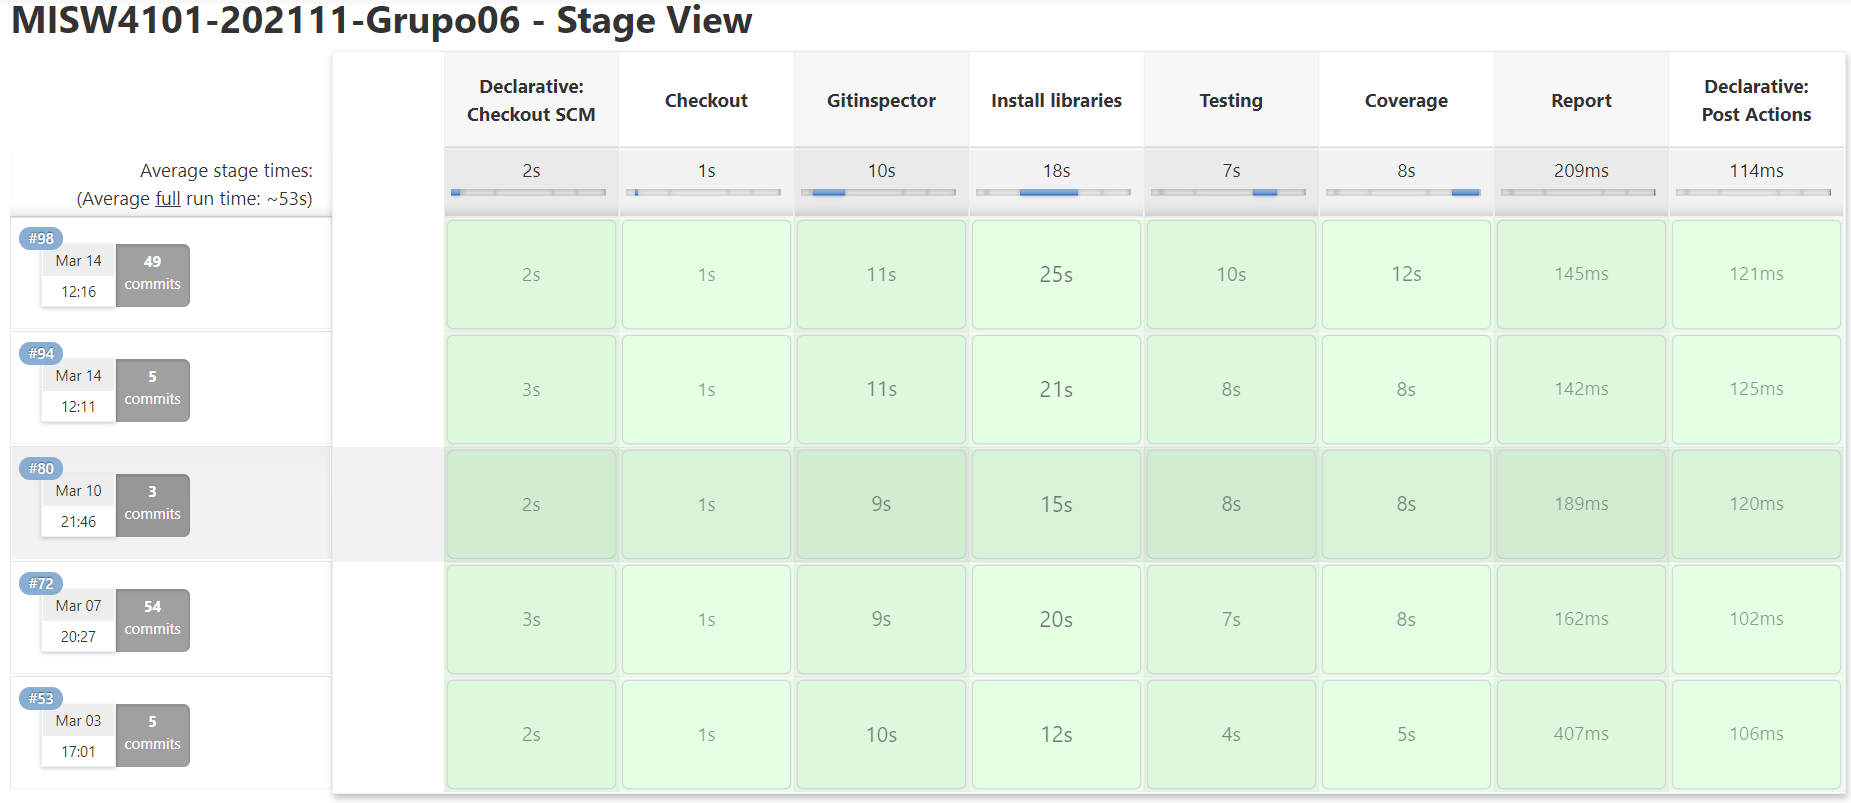 MISW4101-202111-Grupo06 - Stage View
Declarative: Checkout SCM
Checkout
Gitinspector
Install libraries
Testing
Coverage
Report
Declarative: Post Actions
Average stage times:
(Average full run time: ~53s)
2s
1s
10s
18s
7s
8s
209ms
114ms
#98
Mar 14
12:16
49
commits
2s
1s
11s
25s
10s
12s
145ms
121ms
#94
Mar 14
12:11
5
commits
3s
1s
11s
21s
8s
8s
142ms
125ms
#80
Mar 10
21:46
3
commits
2s
1s
9s
15s
8s
8s
189ms
120ms
#72
Mar 07
20:27
54
commits
3s
1s
9s
20s
7s
8s
162ms
102ms
#53
Mar 03
17:01
5
commits
2s
1s
10s
12s
4s
5s
407ms
106ms